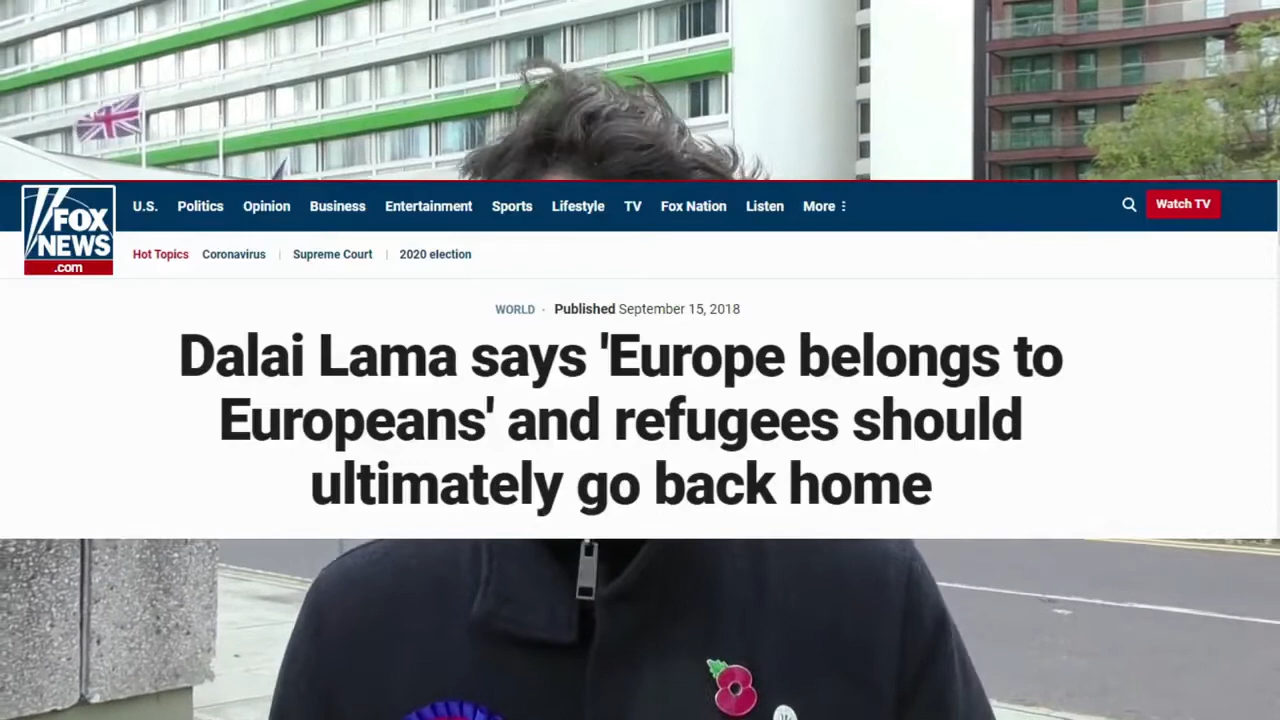 FOX
NEWS
.com
U.S. Politics Opinion Business Entertainment Sports Lifestyle TV Fox Nation Listen More Watch TV
Hot Topics Coronavirus Supreme Court 2020 election
WORLD · Published September 15, 2018
Dalai Lama says 'Europe belongs to
Europeans' and refugees should
ultimately go back home